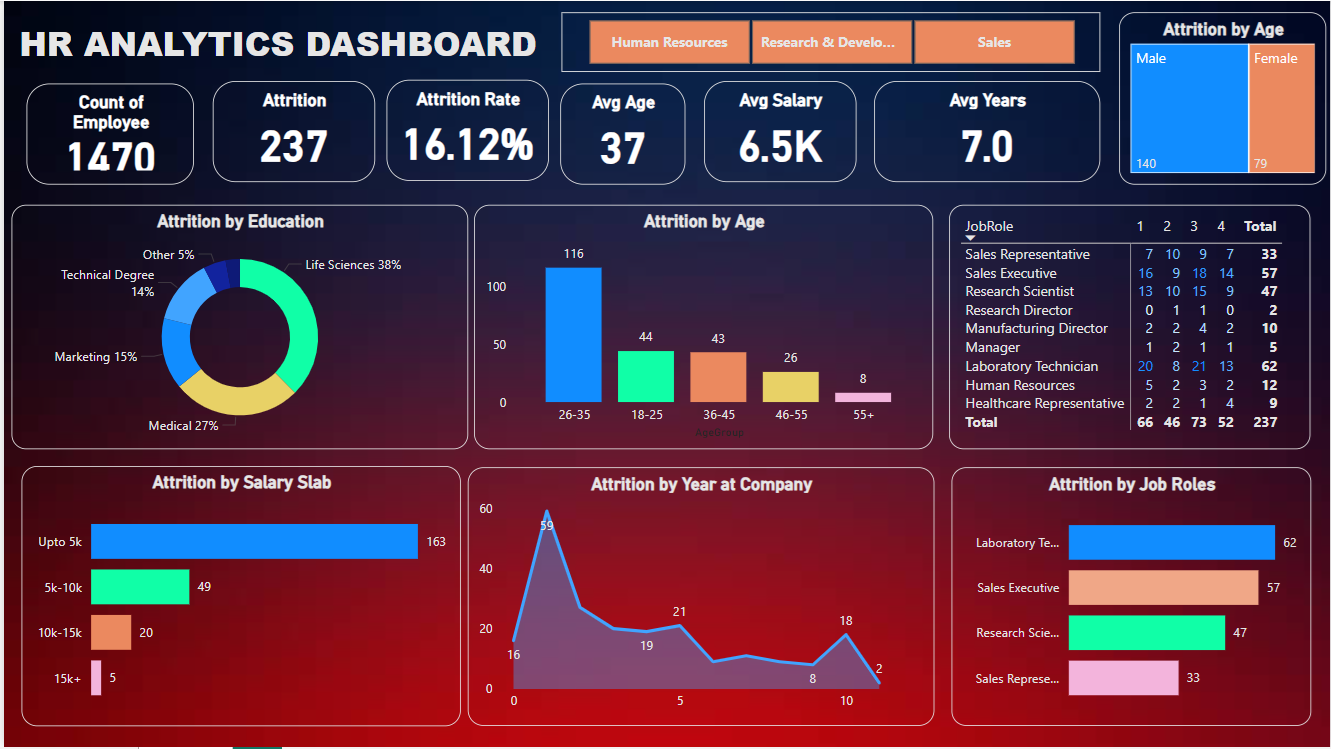 HR ANALYTICS DASHBOARD
Human Resources
Research & Develo...
Sales
Attrition by Age
Male
Female
140
79
Count of
Employee
1470
Attrition
237
Attrition Rate
16.12%
Avg Age
37
Avg Salary
6.5K
Avg Years
7.0
Attrition by Education
Other 5%
Life Sciences 38%
Technical Degree
14%
Marketing 15%
Medical 27%
Attrition by Age
116
100
44
43
50
26
8
0
26-35 18-25 36-45 46-55 55+
AgeGroup
JobRole 1 2 3 4 Total
Sales Representative 7 10 9 7 33
Sales Executive 16 9 18 14 57
Research Scientist 13 10 15 9 47
Research Director 0 1 1 0 2
Manufacturing Director 2 2 4 2 10
Manager 1 2 1 1 5
Laboratory Technician 20 8 21 13 62
Human Resources 5 2 3 2 12
Healthcare Representative 2 2 1 4 9
Total 66 46 73 52 237
Attrition by Salary Slab
Upto 5k 163
5k-10k 49
10k-15k 20
15k+ 5
Attrition by Year at Company
60
59
40
21
18
20
16
19
8
2
0
0 5 10
Attrition by Job Roles
Laboratory Te... 62
Sales Executive 57
Research Scie... 47
Sales Represe... 33